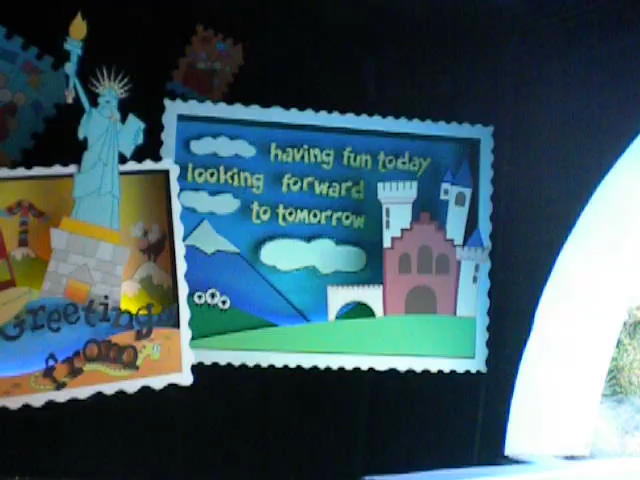 having fun today
looking forward
to tomorrow
Greetings
from